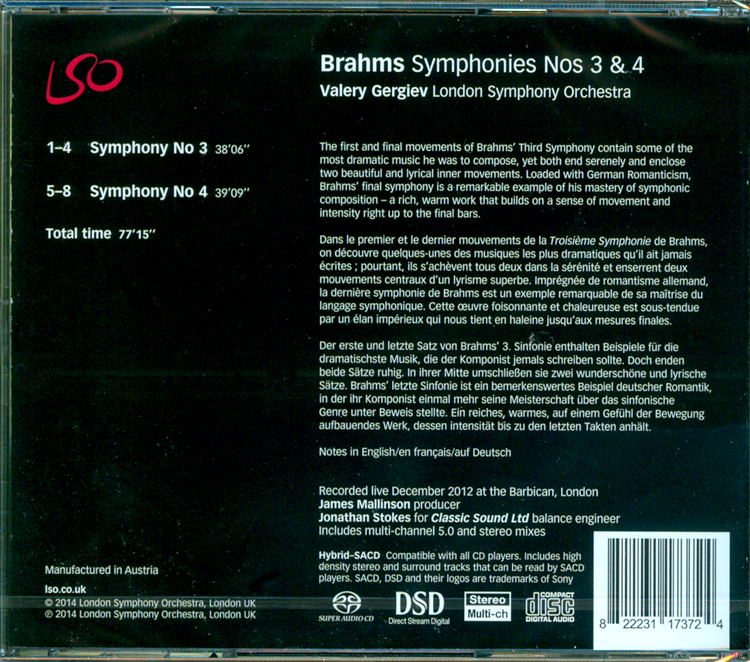 LSO
Brahms Symphonies Nos 3 & 4
Valery Gergiev London Symphony Orchestra
1–4 Symphony No 3 38'06"
5–8 Symphony No 4 39'09"
Total time 77'15"
The first and final movements of Brahms' Third Symphony contain some of
the most dramatic music he was to compose, yet both end serenely and enclose
two beautiful and lyrical inner movements. Loaded with German Romanticism,
Brahms' final symphony is a remarkable example of his mastery of symphonic
composition – a rich, warm work that builds on a sense of movement and
intensity right up to the final bars.
Dans le premier et le dernier mouvements de la Troisième Symphonie de Brahms,
on découvre quelques-unes des musiques les plus dramatiques qu'il ait jamais
écrites ; pourtant, ils s'achèvent tous deux dans la sérénité et enserrent deux
mouvements centraux d'un lyrisme superbe. Imprégnée de romantisme allemand,
la dernière symphonie de Brahms est un exemple remarquable de sa maîtrise du
langage symphonique. Cette œuvre foisonnante et chaleureuse est sous-tendue
par un élan impérieux qui nous tient en haleine jusqu'aux mesures finales.
Der erste und letzte Satz von Brahms' 3. Sinfonie enthalten Beispiele für die
dramatischste Musik, die der Komponist jemals schreiben sollte. Doch enden
beide Sätze ruhig. In ihrer Mitte umschließen sie zwei wunderschöne und lyrische
Sätze. Brahms' letzte Sinfonie ist ein bemerkenswertes Beispiel deutscher Romantik,
in der ihr Komponist einmal mehr seine Meisterschaft über das sinfonische
Genre unter Beweis stellte. Ein reiches, warmes, auf einem Gefühl der Bewegung
aufbauendes Werk, dessen intensität bis zu den letzten Takten anhält.
Notes in English/en français/auf Deutsch
Recorded live December 2012 at the Barbican, London
James Mallinson producer
Jonathan Stokes for Classic Sound Ltd balance engineer
Includes multi-channel 5.0 and stereo mixes
Hybrid–SACD Compatible with all CD players. Includes high
density stereo and surround tracks that can be read by SACD
players. SACD, DSD and their logos are trademarks of Sony
Manufactured in Austria
lso.co.uk
© 2014 London Symphony Orchestra, London UK
℗ 2014 London Symphony Orchestra, London UK
SUPER AUDIO CD
DSD
Direct Stream Digital
Stereo
Multi-ch
COMPACT
disc
DIGITAL AUDIO
8 22231 17372 4